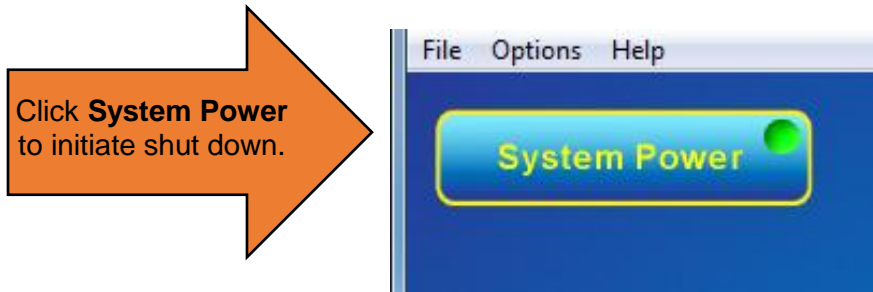 Click System Power
to initiate shut down.
File Options Help
System Power